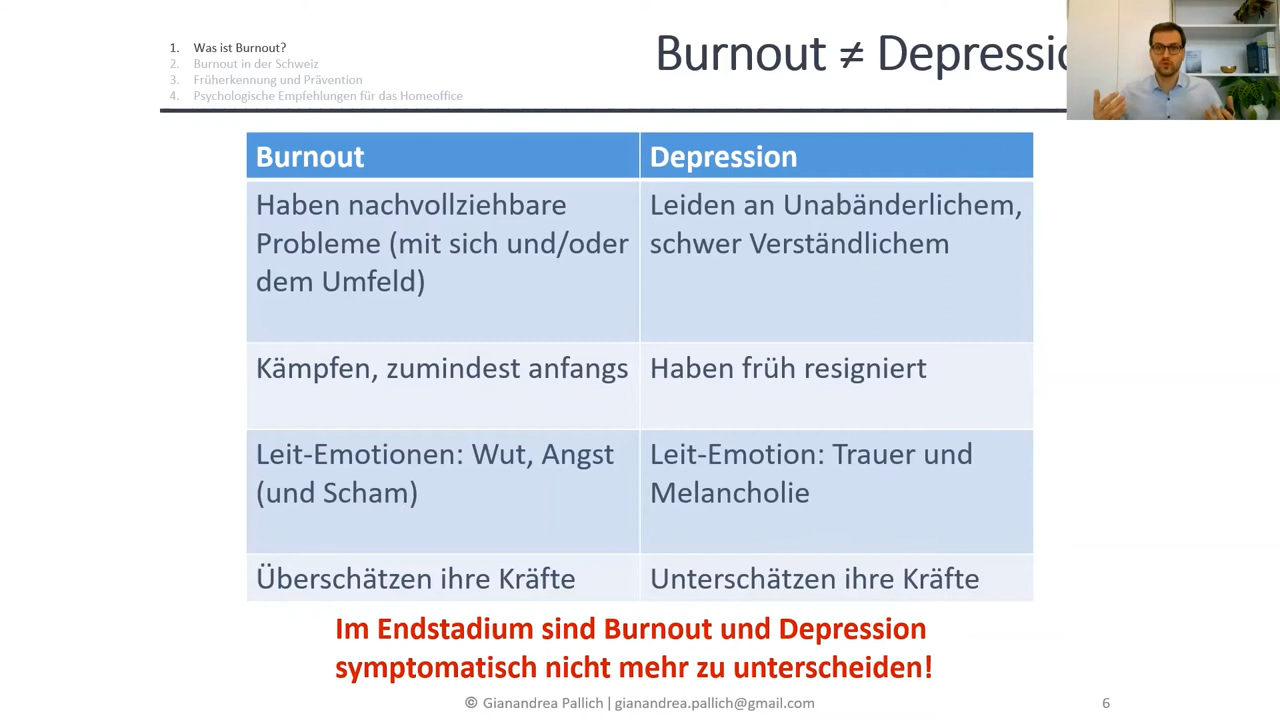 1. Was ist Burnout?
2. Burnout in der Schweiz
3. Früherkennung und Prävention
4. Psychologische Empfehlungen für das Homeoffice
Burnout ≠ Depressio
Burnout
Depression
Haben nachvollziehbare
Probleme (mit sich und/oder
dem Umfeld)
Leiden an Unabänderlichem,
schwer Verständlichem
Kämpfen, zumindest anfangs
Haben früh resigniert
Leit-Emotionen: Wut, Angst
(und Scham)
Leit-Emotion: Trauer und
Melancholie
Überschätzen ihre Kräfte
Unterschätzen ihre Kräfte
Im Endstadium sind Burnout und Depression
symptomatisch nicht mehr zu unterscheiden!
© Gianandrea Pallich | gianandrea.pallich@gmail.com
6